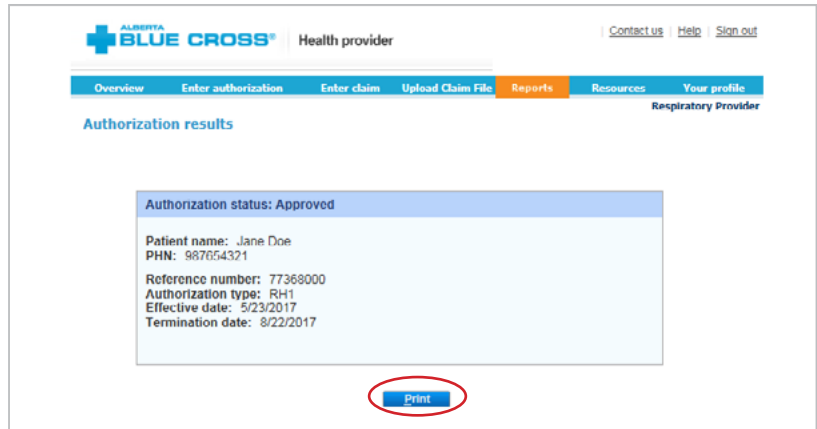 ALBERTA
BLUE CROSS® Health provider
Contact us | Help | Sign out
Overview Enter authorization Enter claim Upload Claim File Reports Resources Your profile
Respiratory Provider
Authorization results
Authorization status: Approved
Patient name: Jane Doe
PHN: 987654321
Reference number: 77368000
Authorization type: RH1
Effective date: 5/23/2017
Termination date: 8/22/2017
Print